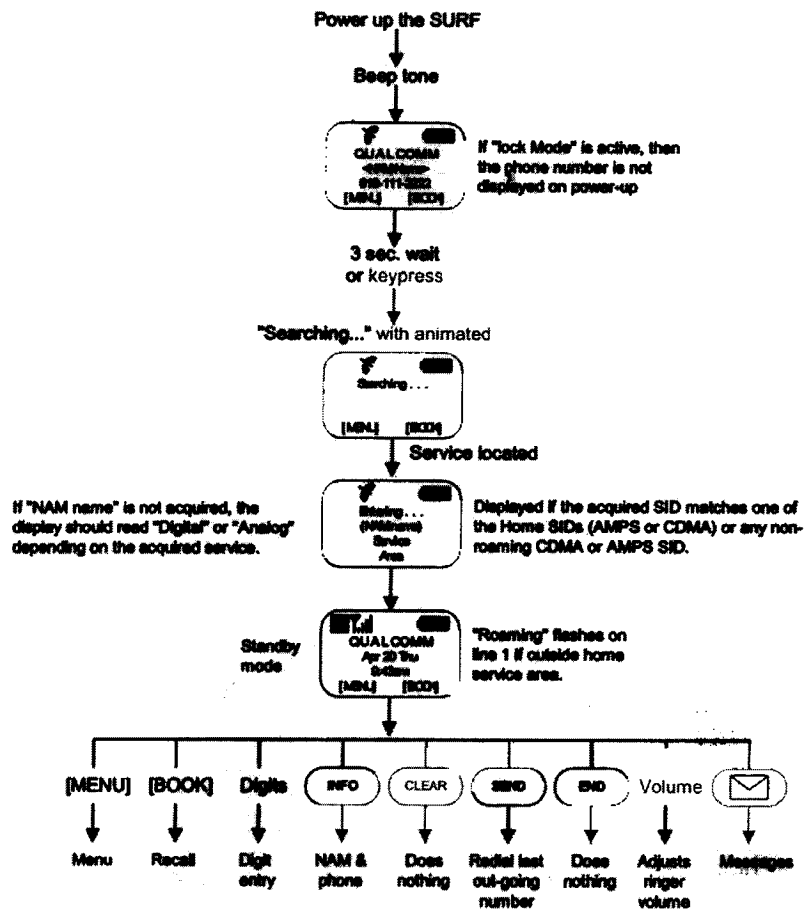 Power up the SURF
Beep tone
QUALCOMM
[MENU] [BOOK]
If "lock Mode" is active, then
the phone number is not
displayed on power-up
3 sec. wait
or keypress
"Searching..." with animated
Searching . . .
[MENU] [BOOK]
Service located
If "NAM name" is not acquired, the
display should read "Digital" or "Analog"
depending on the acquired service.
Entering . . .
(NAM name)
Service
Area
Displayed if the acquired SID matches one of
the Home SIDs (AMPS or CDMA) or any non-
roaming CDMA or AMPS SID.
Standby
mode
QUALCOMM
Apr 20 Thu
[MENU] [BOOK]
"Roaming" flashes on
line 1 if outside home
service area.
[MENU] [BOOK] Digits INFO CLEAR SEND END Volume
Menu Recall Digit NAM & Does Redial last Does Adjusts Messages
entry phone nothing out-going nothing ringer
number volume